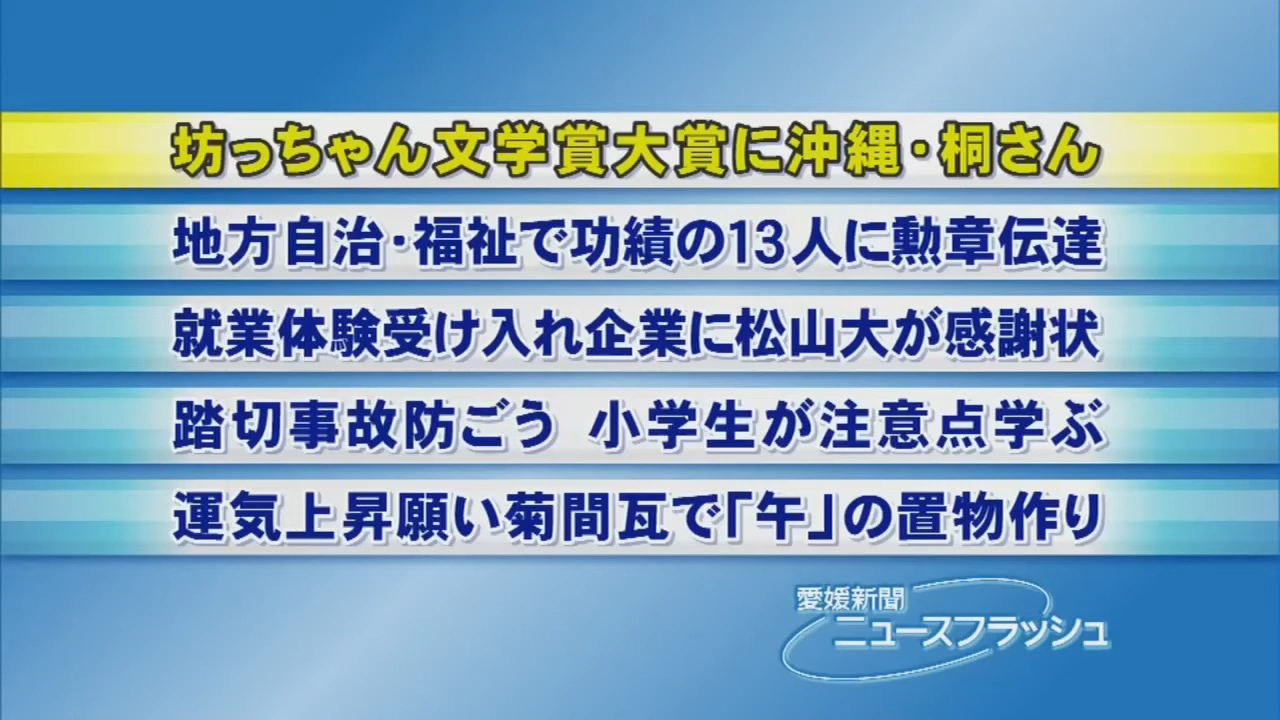 坊っちゃん文学賞大賞に沖縄・桐さん
地方自治・福祉で功績の13人に勲章伝達
就業体験受け入れ企業に松山大が感謝状
踏切事故防ごう 小学生が注意点学ぶ
運気上昇願い菊間瓦で「午」の置物作り
愛媛新聞
ニュースフラッシュ